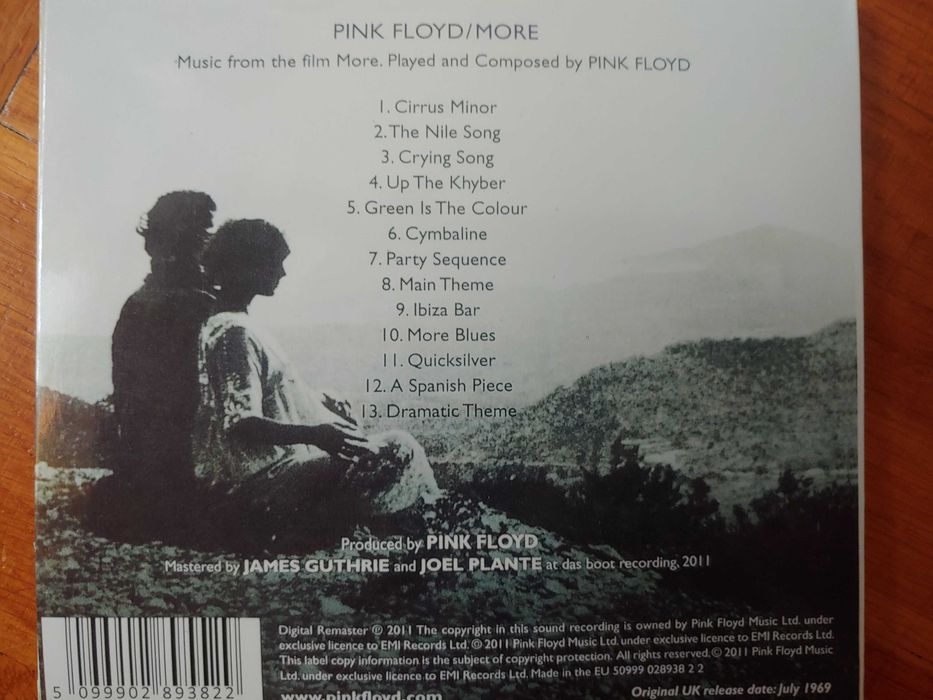 PINK FLOYD/MORE
Music from the film More. Played and Composed by PINK FLOYD
1. Cirrus Minor
2. The Nile Song
3. Crying Song
4. Up The Khyber
5. Green Is The Colour
6. Cymbaline
7. Party Sequence
8. Main Theme
9. Ibiza Bar
10. More Blues
11. Quicksilver
12. A Spanish Piece
13. Dramatic Theme
Produced by PINK FLOYD
Mastered by JAMES GUTHRIE and JOEL PLANTE at das boot recording, 2011
Digital Remaster ℗ 2011 The copyright in this sound recording is owned by Pink Floyd Music Ltd. under
exclusive licence to EMI Records Ltd. © 2011 Pink Floyd Music Ltd. under exclusive licence to EMI Records Ltd.
This label copy information is the subject of copyright protection. All rights reserved. © 2011 Pink Floyd Music
Ltd. under exclusive licence to EMI Records Ltd. Made in the EU 50999 028938 2 2
5 099902 893822
www.pinkfloyd.com
Original UK release date: July 1969